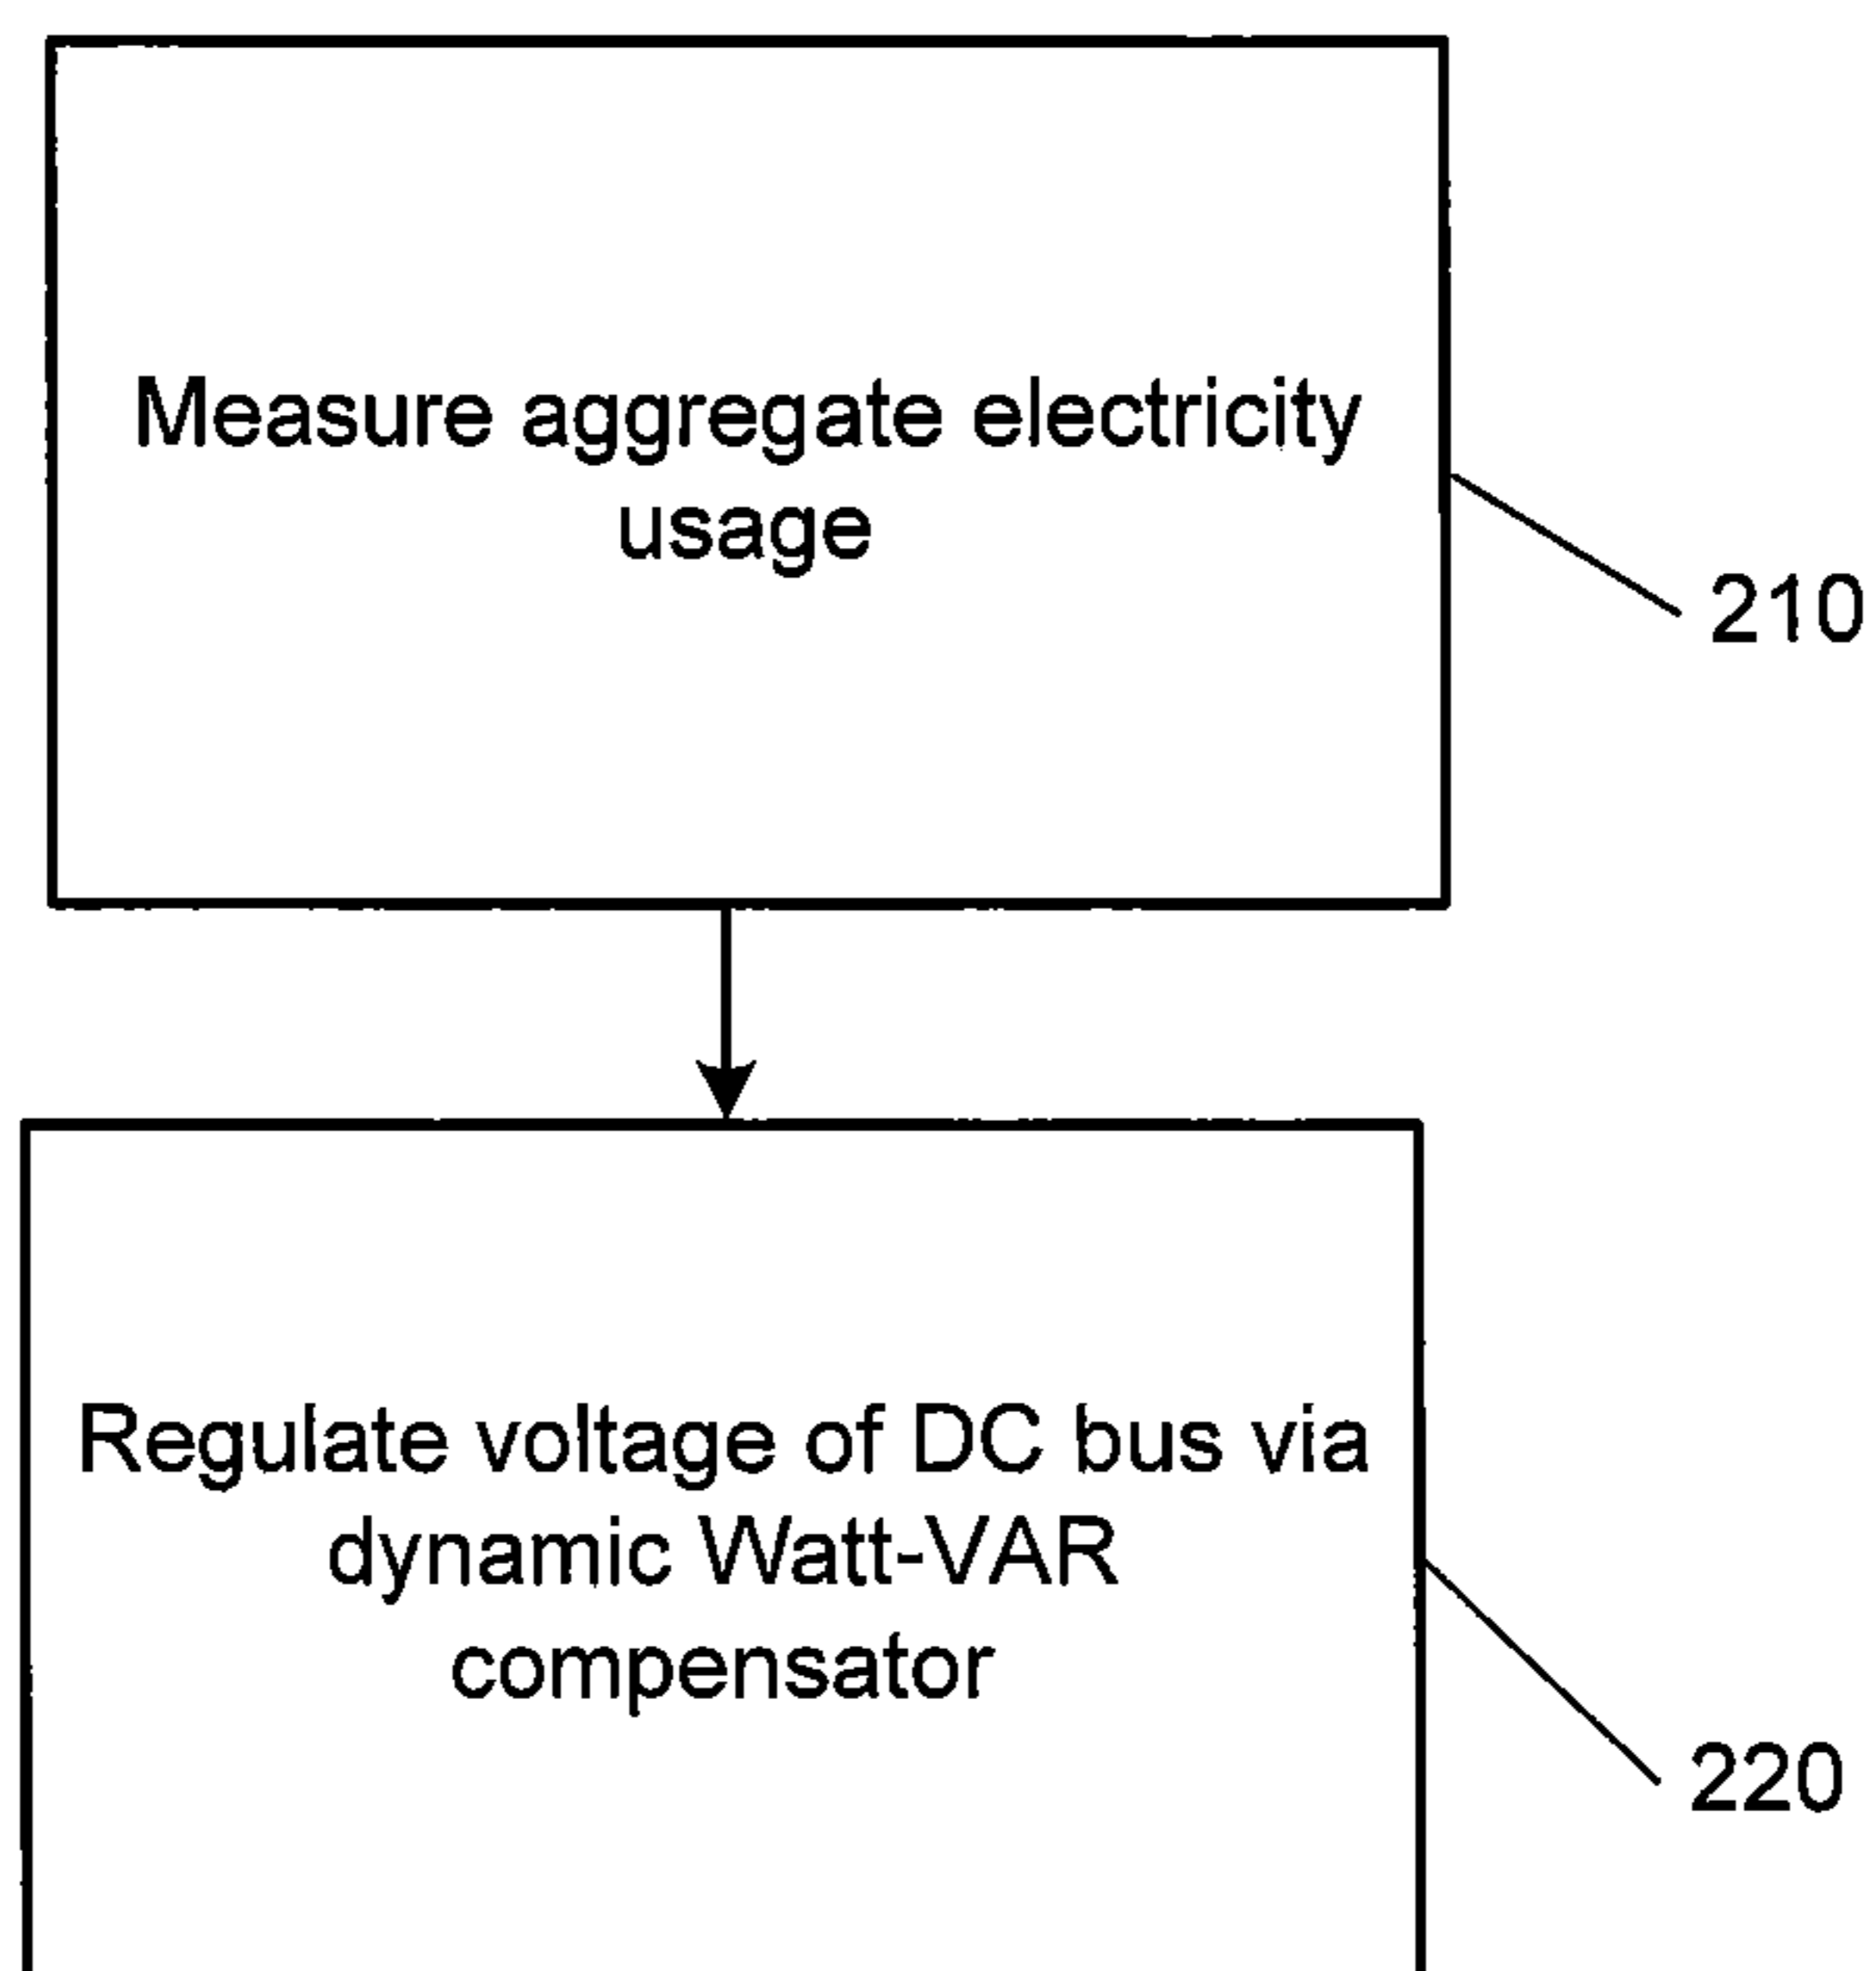 Measure aggregate electricity
usage
210
Regulate voltage of DC bus via
dynamic Watt-VAR
compensator
220